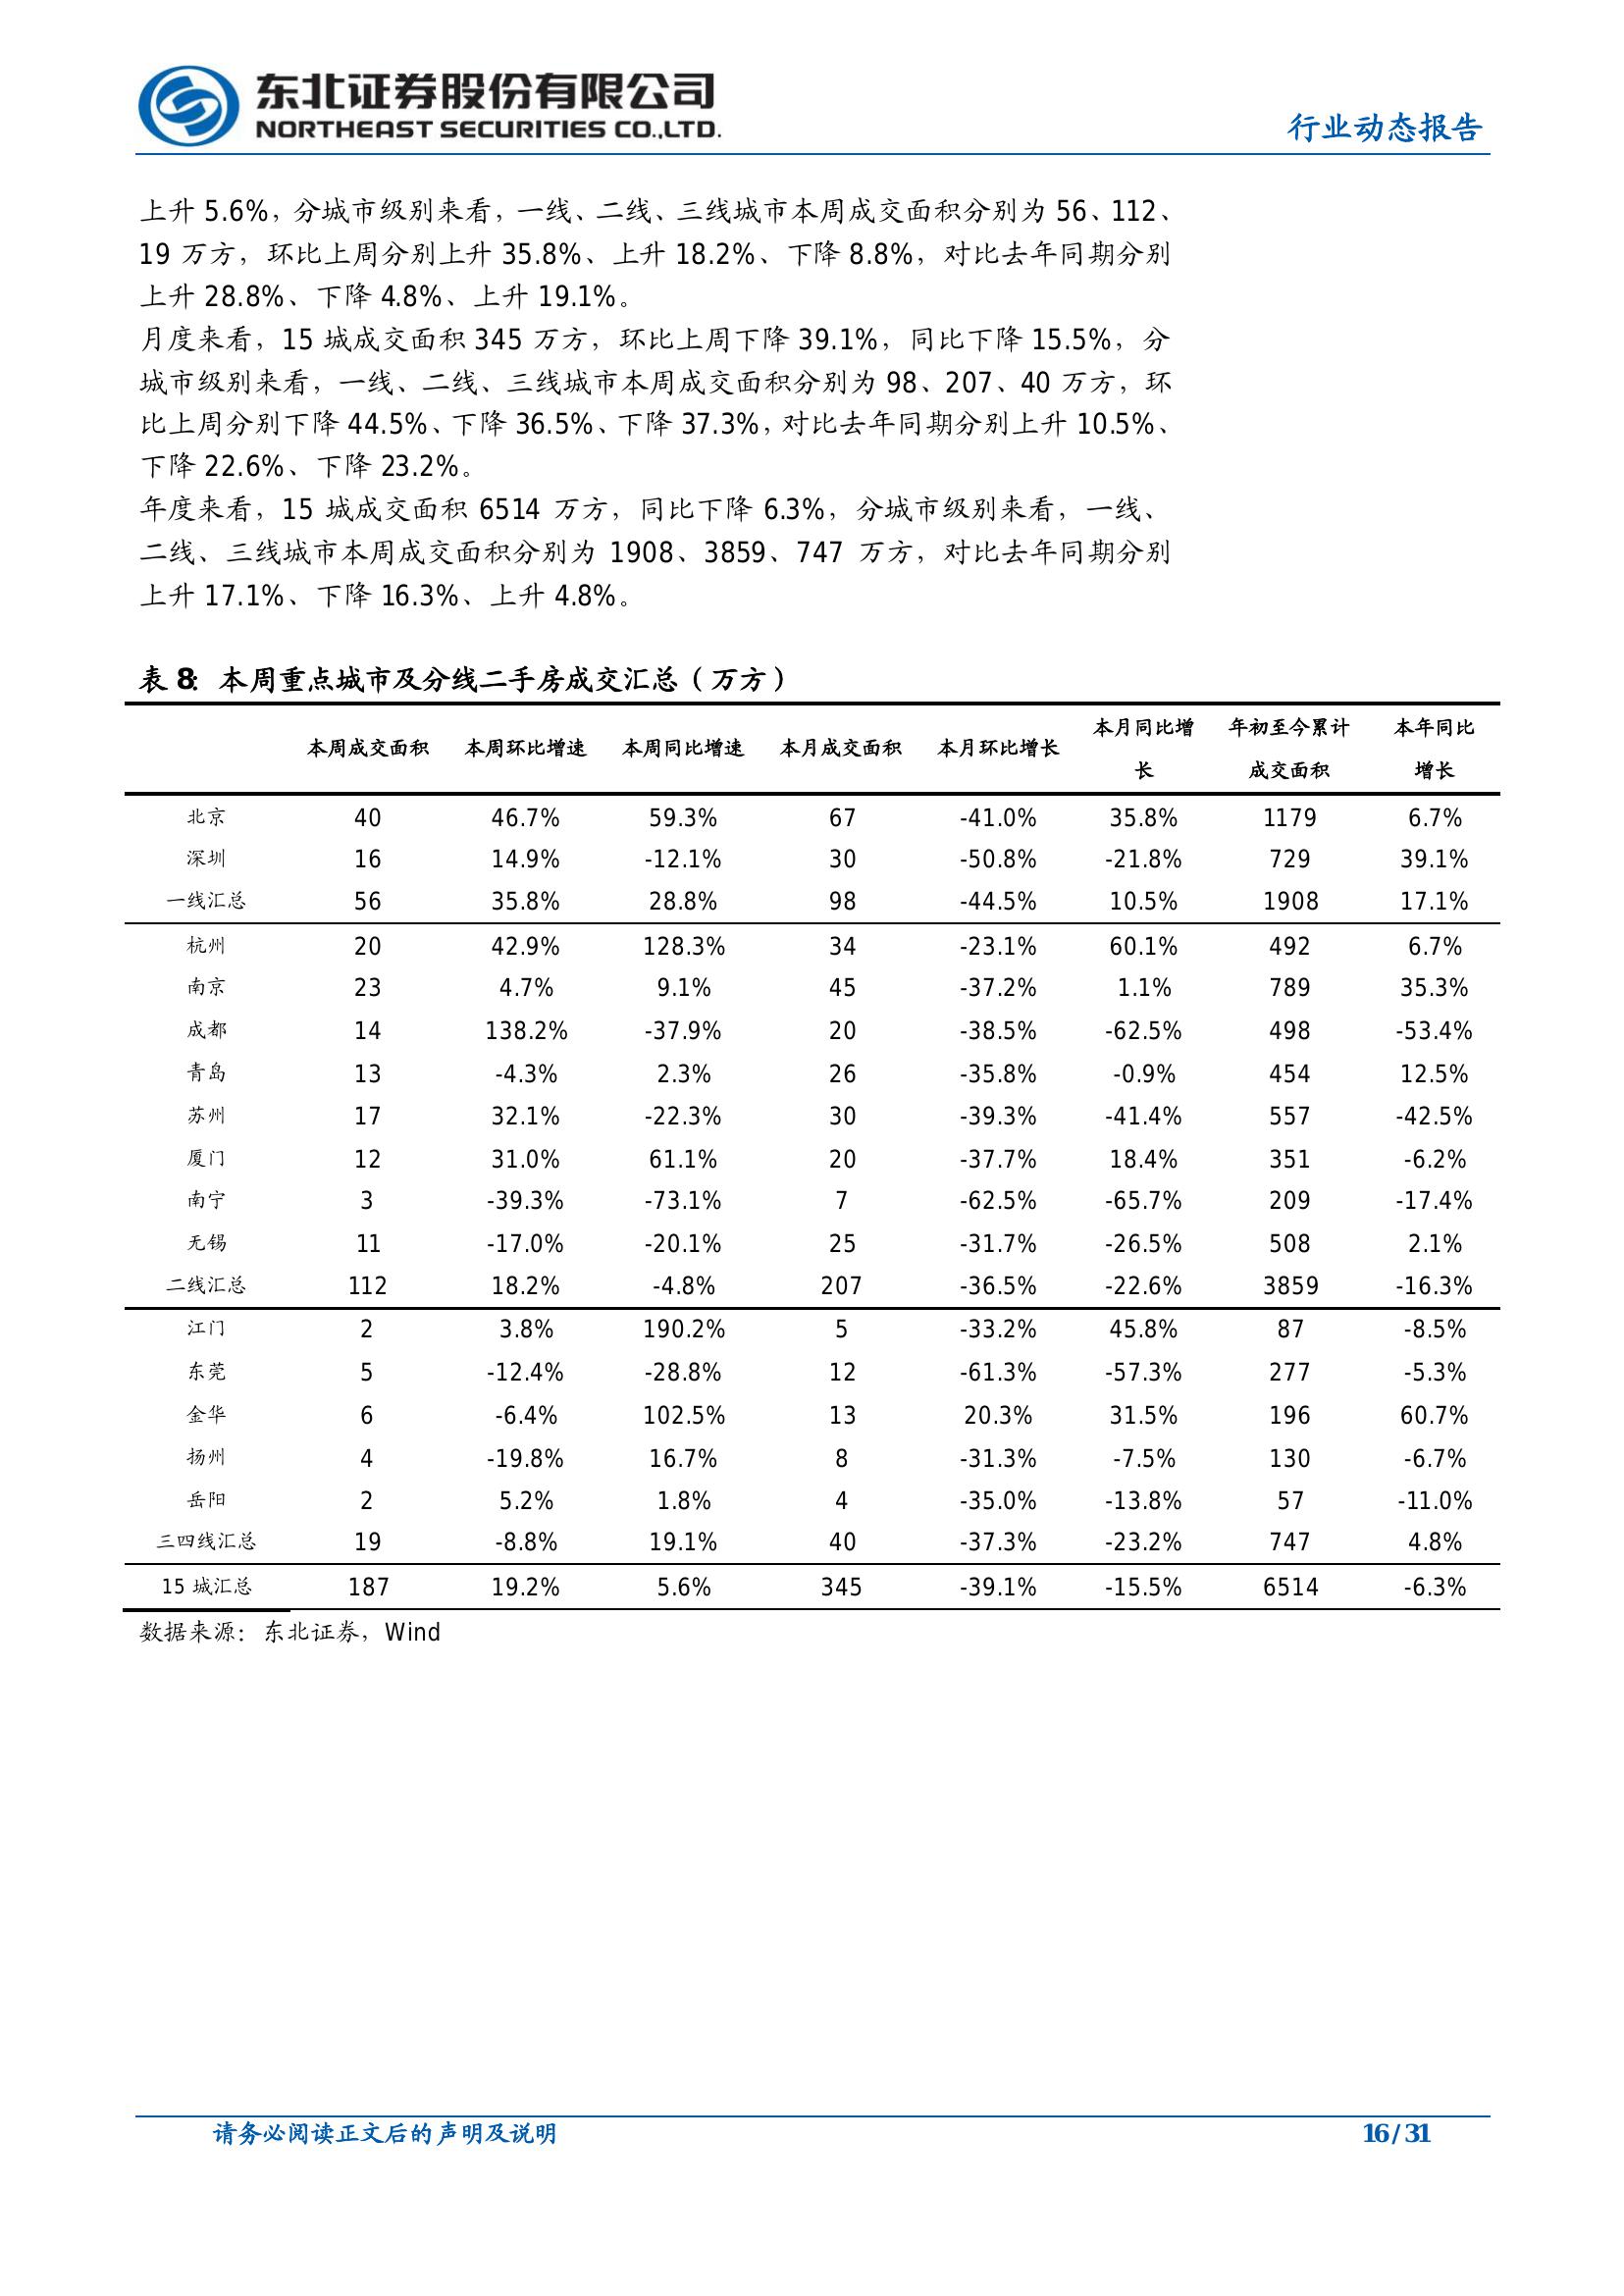 东北证券股份有限公司
NORTHEAST SECURITIES CO.,LTD.
行业动态报告
上升 5.6%，分城市级别来看，一线、二线、三线城市本周成交面积分别为 56、112、
19 万方，环比上周分别上升 35.8%、上升 18.2%、下降 8.8%，对比去年同期分别
上升 28.8%、下降 4.8%、上升 19.1%。
月度来看，15 城成交面积 345 万方，环比上周下降 39.1%，同比下降 15.5%，分
城市级别来看，一线、二线、三线城市本周成交面积分别为 98、207、40 万方，环
比上周分别下降 44.5%、下降 36.5%、下降 37.3%，对比去年同期分别上升 10.5%、
下降 22.6%、下降 23.2%。
年度来看，15 城成交面积 6514 万方，同比下降 6.3%，分城市级别来看，一线、
二线、三线城市本周成交面积分别为 1908、3859、747 万方，对比去年同期分别
上升 17.1%、下降 16.3%、上升 4.8%。
表 8：本周重点城市及分线二手房成交汇总（万方）
本周成交面积 本周环比增速 本周同比增速 本月成交面积 本月环比增长 本月同比增长 年初至今累计成交面积 本年同比增长
北京 40 46.7% 59.3% 67 -41.0% 35.8% 1179 6.7%
深圳 16 14.9% -12.1% 30 -50.8% -21.8% 729 39.1%
一线汇总 56 35.8% 28.8% 98 -44.5% 10.5% 1908 17.1%
杭州 20 42.9% 128.3% 34 -23.1% 60.1% 492 6.7%
南京 23 4.7% 9.1% 45 -37.2% 1.1% 789 35.3%
成都 14 138.2% -37.9% 20 -38.5% -62.5% 498 -53.4%
青岛 13 -4.3% 2.3% 26 -35.8% -0.9% 454 12.5%
苏州 17 32.1% -22.3% 30 -39.3% -41.4% 557 -42.5%
厦门 12 31.0% 61.1% 20 -37.7% 18.4% 351 -6.2%
南宁 3 -39.3% -73.1% 7 -62.5% -65.7% 209 -17.4%
无锡 11 -17.0% -20.1% 25 -31.7% -26.5% 508 2.1%
二线汇总 112 18.2% -4.8% 207 -36.5% -22.6% 3859 -16.3%
江门 2 3.8% 190.2% 5 -33.2% 45.8% 87 -8.5%
东莞 5 -12.4% -28.8% 12 -61.3% -57.3% 277 -5.3%
金华 6 -6.4% 102.5% 13 20.3% 31.5% 196 60.7%
扬州 4 -19.8% 16.7% 8 -31.3% -7.5% 130 -6.7%
岳阳 2 5.2% 1.8% 4 -35.0% -13.8% 57 -11.0%
三四线汇总 19 -8.8% 19.1% 40 -37.3% -23.2% 747 4.8%
15 城汇总 187 19.2% 5.6% 345 -39.1% -15.5% 6514 -6.3%
数据来源：东北证券，Wind
请务必阅读正文后的声明及说明
16 / 31